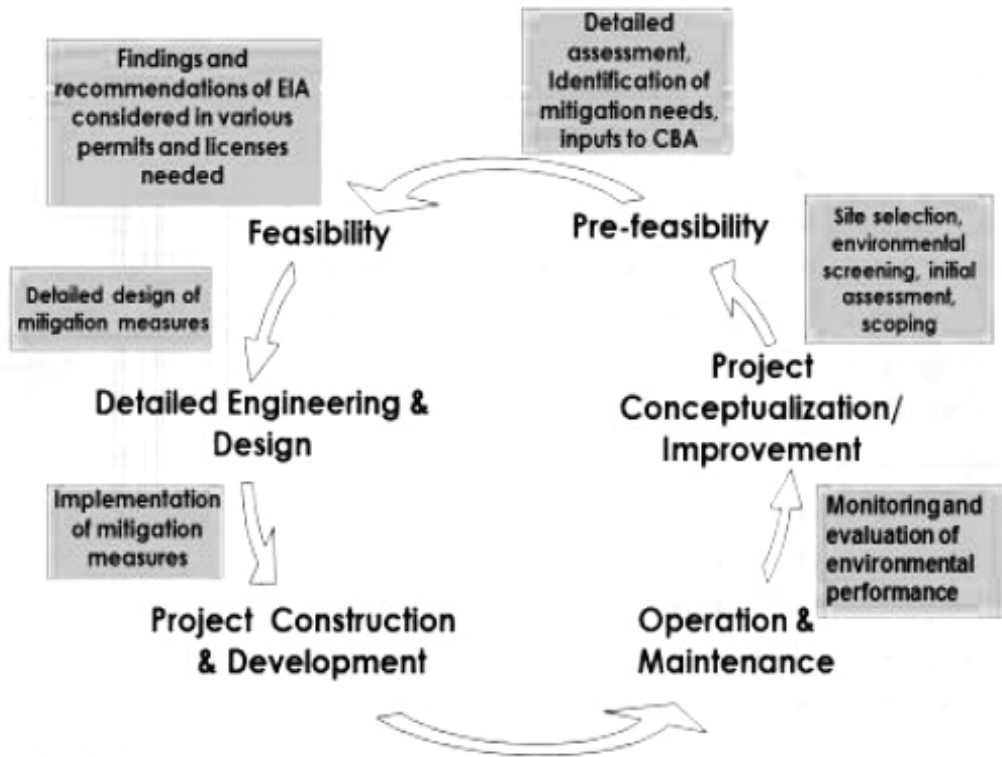 Detailed
assessment,
Identification of
mitigation needs,
inputs to CBA
Findings and
recommendations of EIA
considered in various
permits and licenses
needed
Feasibility
Pre-feasibility
Site selection,
environmental
screening, initial
assessment,
scoping
Detailed design of
mitigation measures
Detailed Engineering &
Design
Project
Conceptualization/
Improvement
Implementation
of mitigation
measures
Monitoring and
evaluation of
environmental
performance
Project Construction
& Development
Operation &
Maintenance